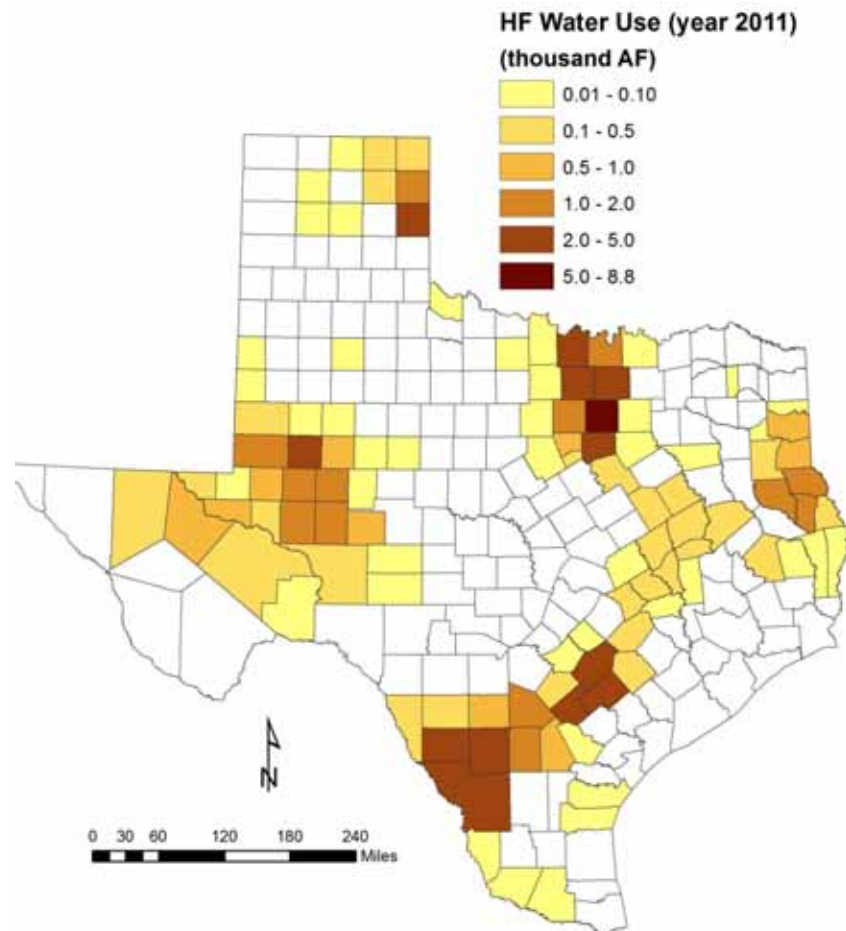 HF Water Use (year 2011)
(thousand AF)
0.01 - 0.10
0.1 - 0.5
0.5 - 1.0
1.0 - 2.0
2.0 - 5.0
5.0 - 8.8
N
0 30 60 120 180 240
Miles